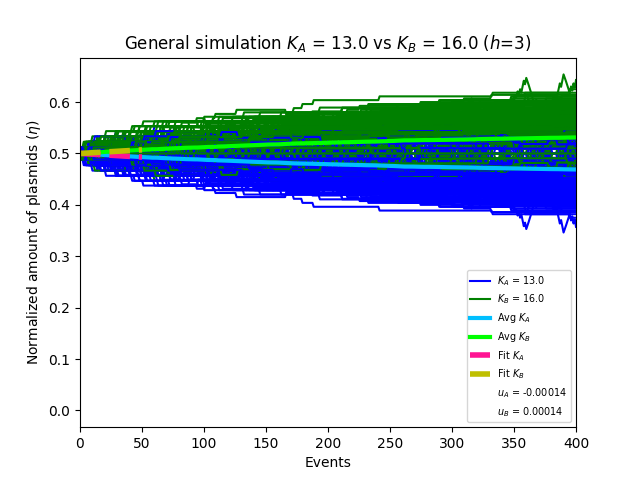 General simulation K_A = 13.0 vs K_B = 16.0 (h=3)
Normalized amount of plasmids (η)
0.6
0.5
0.4
0.3
0.2
0.1
0.0
K_A = 13.0
K_B = 16.0
Avg K_A
Avg K_B
Fit K_A
Fit K_B
u_A = -0.00014
u_B = 0.00014
0 50 100 150 200 250 300 350 400
Events